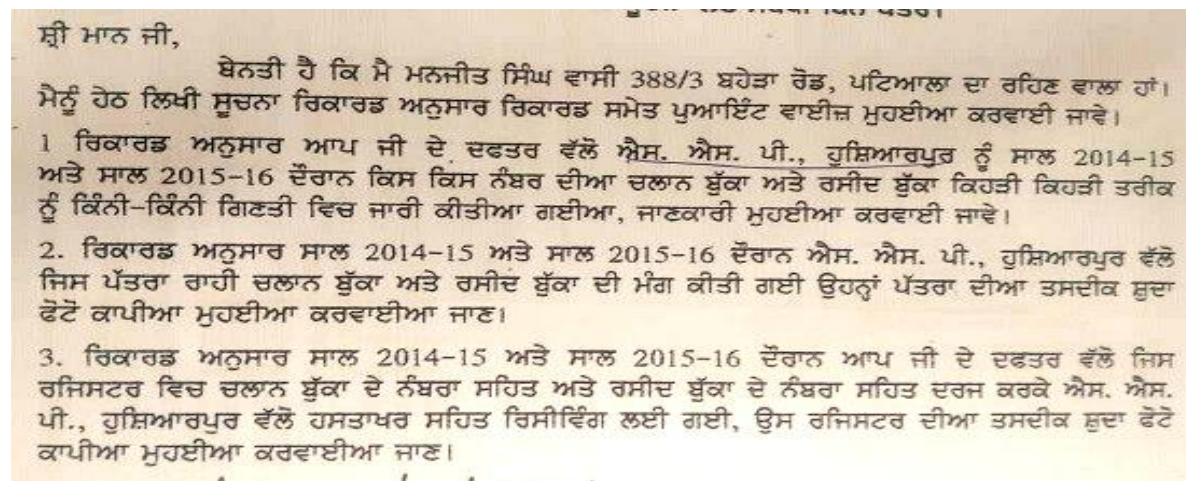 ਸ਼੍ਰੀ ਮਾਨ ਜੀ,
ਬੇਨਤੀ ਹੈ ਕਿ ਮੈ ਮਨਜੀਤ ਸਿੰਘ ਵਾਸੀ 388/3 ਬਹੇੜਾ ਰੋਡ, ਪਟਿਆਲਾ ਦਾ ਰਹਿਣ ਵਾਲਾ ਹਾਂ।
ਮੈਨੂੰ ਹੇਠ ਲਿਖੀ ਸੂਚਨਾ ਰਿਕਾਰਡ ਅਨੁਸਾਰ ਰਿਕਾਰਡ ਸਮੇਤ ਪੁਆਇੰਟ ਵਾਈਜ਼ ਮੁਹਈਆ ਕਰਵਾਈ ਜਾਵੇ।
1 ਰਿਕਾਰਡ ਅਨੁਸਾਰ ਆਪ ਜੀ ਦੇ ਦਫਤਰ ਵੱਲੋ ਐਸ. ਐਸ. ਪੀ., ਹੁਸ਼ਿਆਰਪੁਰ ਨੂੰ ਸਾਲ 2014-15
ਅਤੇ ਸਾਲ 2015-16 ਦੌਰਾਨ ਕਿਸ ਕਿਸ ਨੰਬਰ ਦੀਆ ਚਲਾਨ ਬੁੱਕਾ ਅਤੇ ਰਸੀਦ ਬੁੱਕਾ ਕਿਹੜੀ ਕਿਹੜੀ ਤਰੀਕ
ਨੂੰ ਕਿੰਨੀ-ਕਿੰਨੀ ਗਿਣਤੀ ਵਿਚ ਜਾਰੀ ਕੀਤੀਆ ਗਈਆ, ਜਾਣਕਾਰੀ ਮੁਹਈਆ ਕਰਵਾਈ ਜਾਵੇ।
2. ਰਿਕਾਰਡ ਅਨੁਸਾਰ ਸਾਲ 2014-15 ਅਤੇ ਸਾਲ 2015-16 ਦੌਰਾਨ ਐਸ. ਐਸ. ਪੀ., ਹੁਸ਼ਿਆਰਪੁਰ ਵੱਲੋ
ਜਿਸ ਪੱਤਰਾ ਰਾਹੀ ਚਲਾਨ ਬੁੱਕਾ ਅਤੇ ਰਸੀਦ ਬੁੱਕਾ ਦੀ ਮੰਗ ਕੀਤੀ ਗਈ ਉਹਨ੍ਹਾਂ ਪੱਤਰਾ ਦੀਆ ਤਸਦੀਕ ਸ਼ੁਦਾ
ਫੋਟੋ ਕਾਪੀਆ ਮੁਹਈਆ ਕਰਵਾਈਆ ਜਾਣ।
3. ਰਿਕਾਰਡ ਅਨੁਸਾਰ ਸਾਲ 2014-15 ਅਤੇ ਸਾਲ 2015-16 ਦੌਰਾਨ ਆਪ ਜੀ ਦੇ ਦਫਤਰ ਵੱਲੋ ਜਿਸ
ਰਜਿਸਟਰ ਵਿਚ ਚਲਾਨ ਬੁੱਕਾ ਦੇ ਨੰਬਰਾ ਸਹਿਤ ਅਤੇ ਰਸੀਦ ਬੁੱਕਾ ਦੇ ਨੰਬਰਾ ਸਹਿਤ ਦਰਜ ਕਰਕੇ ਐਸ. ਐਸ.
ਪੀ., ਹੁਸ਼ਿਆਰਪੁਰ ਵੱਲੋ ਹਸਤਾਖਰ ਸਹਿਤ ਰਿਸੀਵਿੰਗ ਲਈ ਗਈ, ਉਸ ਰਜਿਸਟਰ ਦੀਆ ਤਸਦੀਕ ਸ਼ੁਦਾ ਫੋਟੋ
ਕਾਪੀਆ ਮੁਹਈਆ ਕਰਵਾਈਆ ਜਾਣ।